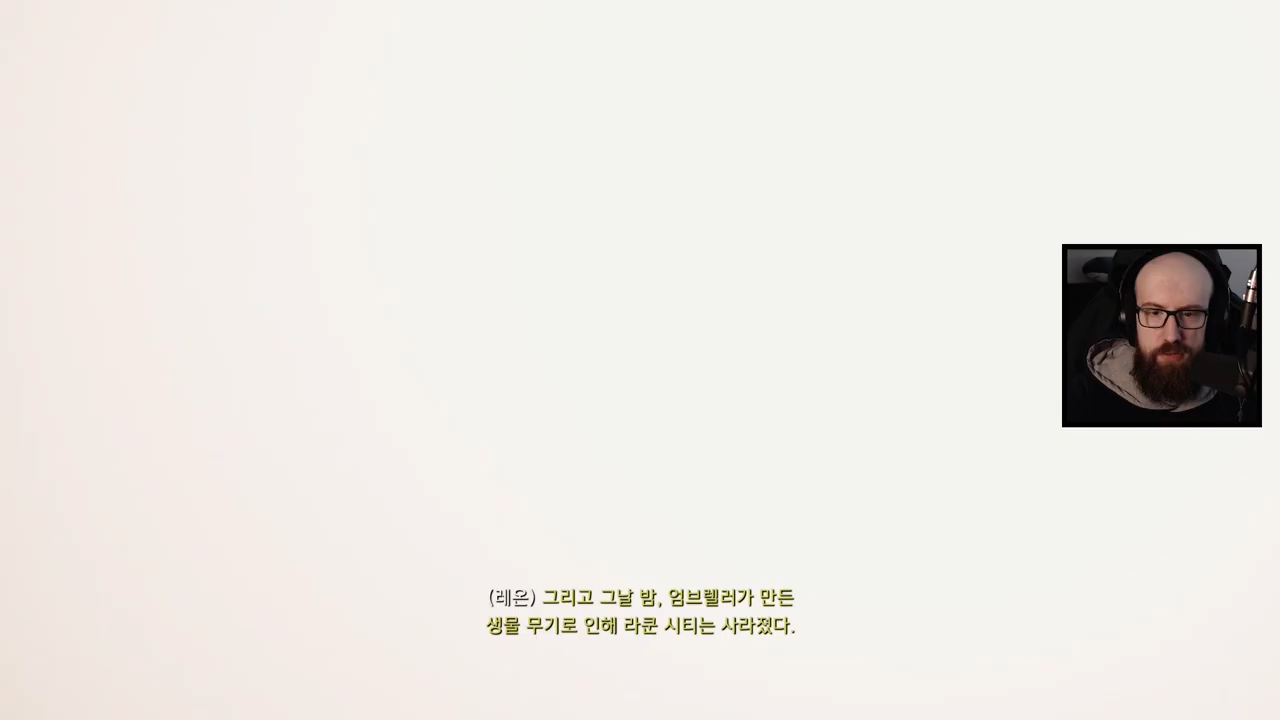 (레온) 그리고 그날 밤, 엄브렐러가 만든
생물 무기로 인해 라쿤 시티는 사라졌다.